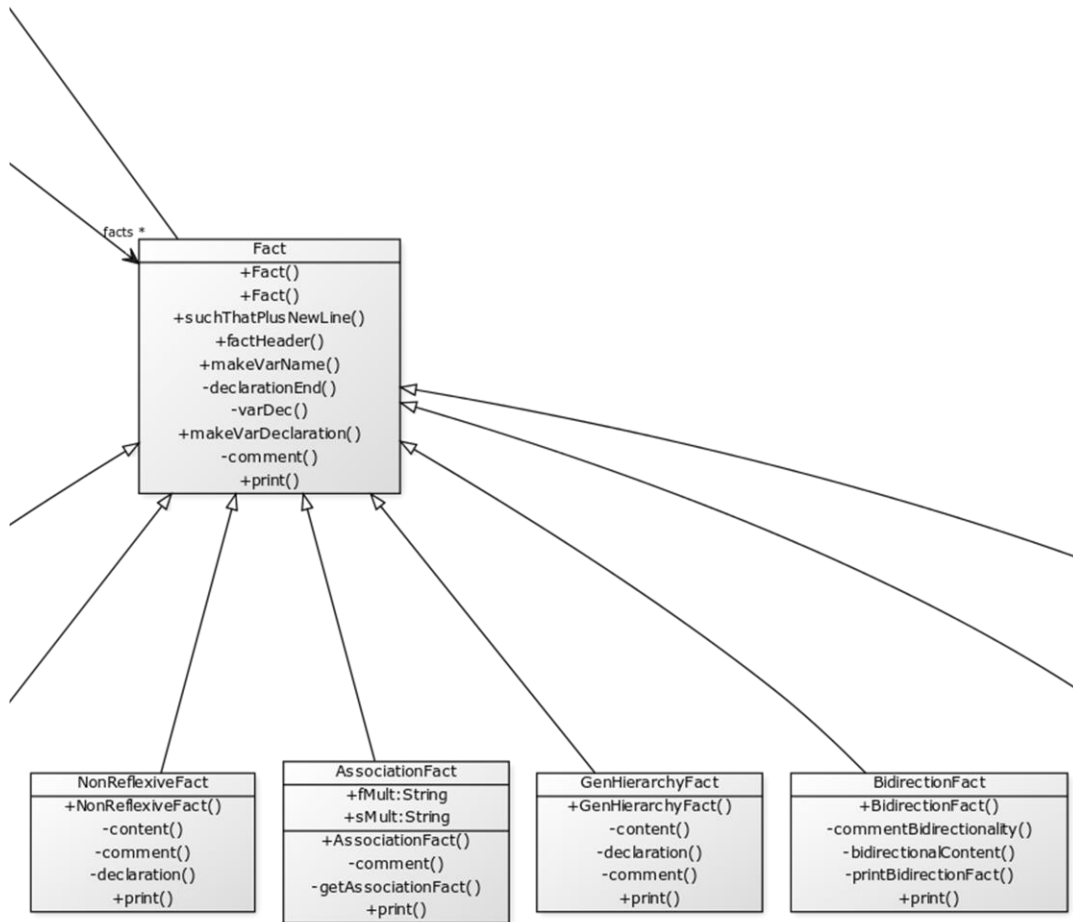 facts *
Fact
+Fact()
+Fact()
+suchThatPlusNewLine()
+factHeader()
+makeVarName()
-declarationEnd()
-varDec()
+makeVarDeclaration()
-comment()
+print()
NonReflexiveFact
+NonReflexiveFact()
-content()
-comment()
-declaration()
+print()
AssociationFact
+fMult:String
+sMult:String
+AssociationFact()
-comment()
-getAssociationFact()
+print()
GenHierarchyFact
+GenHierarchyFact()
-content()
-declaration()
-comment()
+print()
BidirectionFact
+BidirectionFact()
-commentBidirectionality()
-bidirectionalContent()
-printBidirectionFact()
+print()